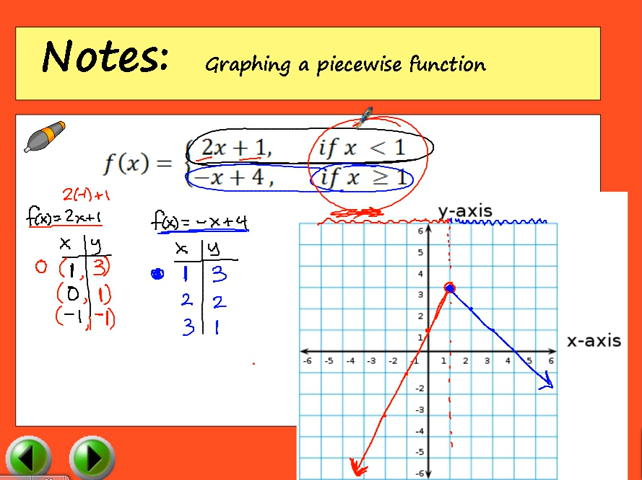 Notes: Graphing a piecewise function
f(x) = { 2x + 1, if x < 1
−x + 4, if x ≥ 1
2(-1)+1
f(x)=2x+1
x y
0 (1, 3)
(0, 1)
(-1, -1)
f(x)=-x+4
x y
1 3
2 2
3 1
y-axis
6
5
4
3
2
1
-6 -5 -4 -3 -2 -1 0 1 2 3 4 5 6
x-axis
-2
-3
-4
-5
-6